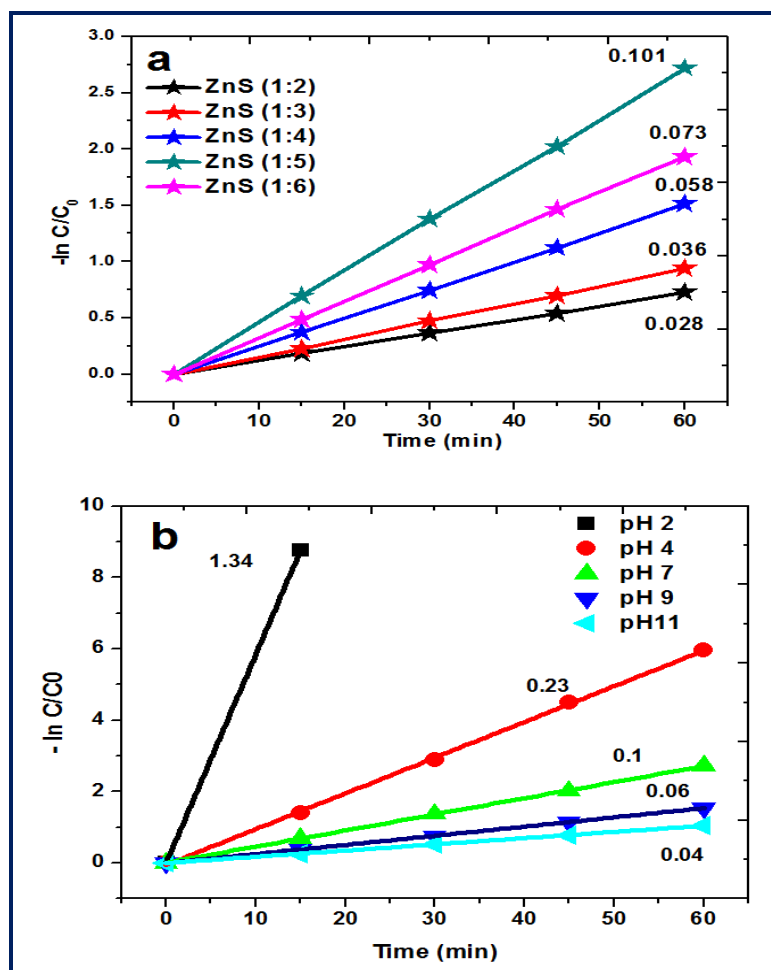 3.0
a
0.101
ZnS (1:2)
2.5
ZnS (1:3)
ZnS (1:4)
2.0
ZnS (1:5)
0.073
ZnS (1:6)
0.058
1.5
-ln C/C₀
1.0
0.036
0.5
0.028
0.0
0 10 20 30 40 50 60
Time (min)
10
b
pH 2
1.34
8
pH 4
pH 7
6
pH 9
pH11
0.23
4
- ln C/C0
0.1
2
0.06
0
0.04
0 10 20 30 40 50 60
Time (min)